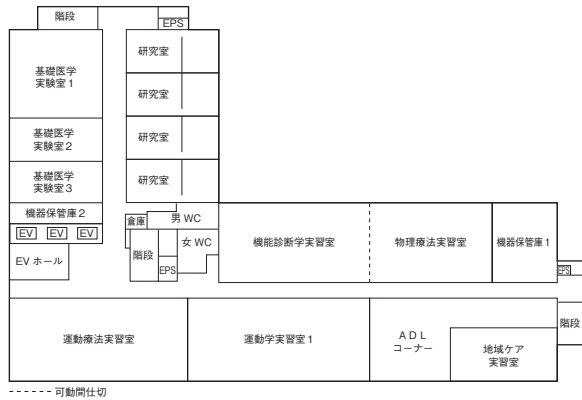 階段
EPS
基礎医学
実験室1
研究室
研究室
基礎医学
実験室2
研究室
基礎医学
実験室3
研究室
機器保管庫2
倉庫
男 WC
EV
EV
EV
階段
女 WC
機能診断学実習室
物理療法実習室
機器保管庫1
EV ホール
EPS
EPS
階段
運動療法実習室
運動学実習室1
ADL
コーナー
地域ケア
実習室
可動間仕切